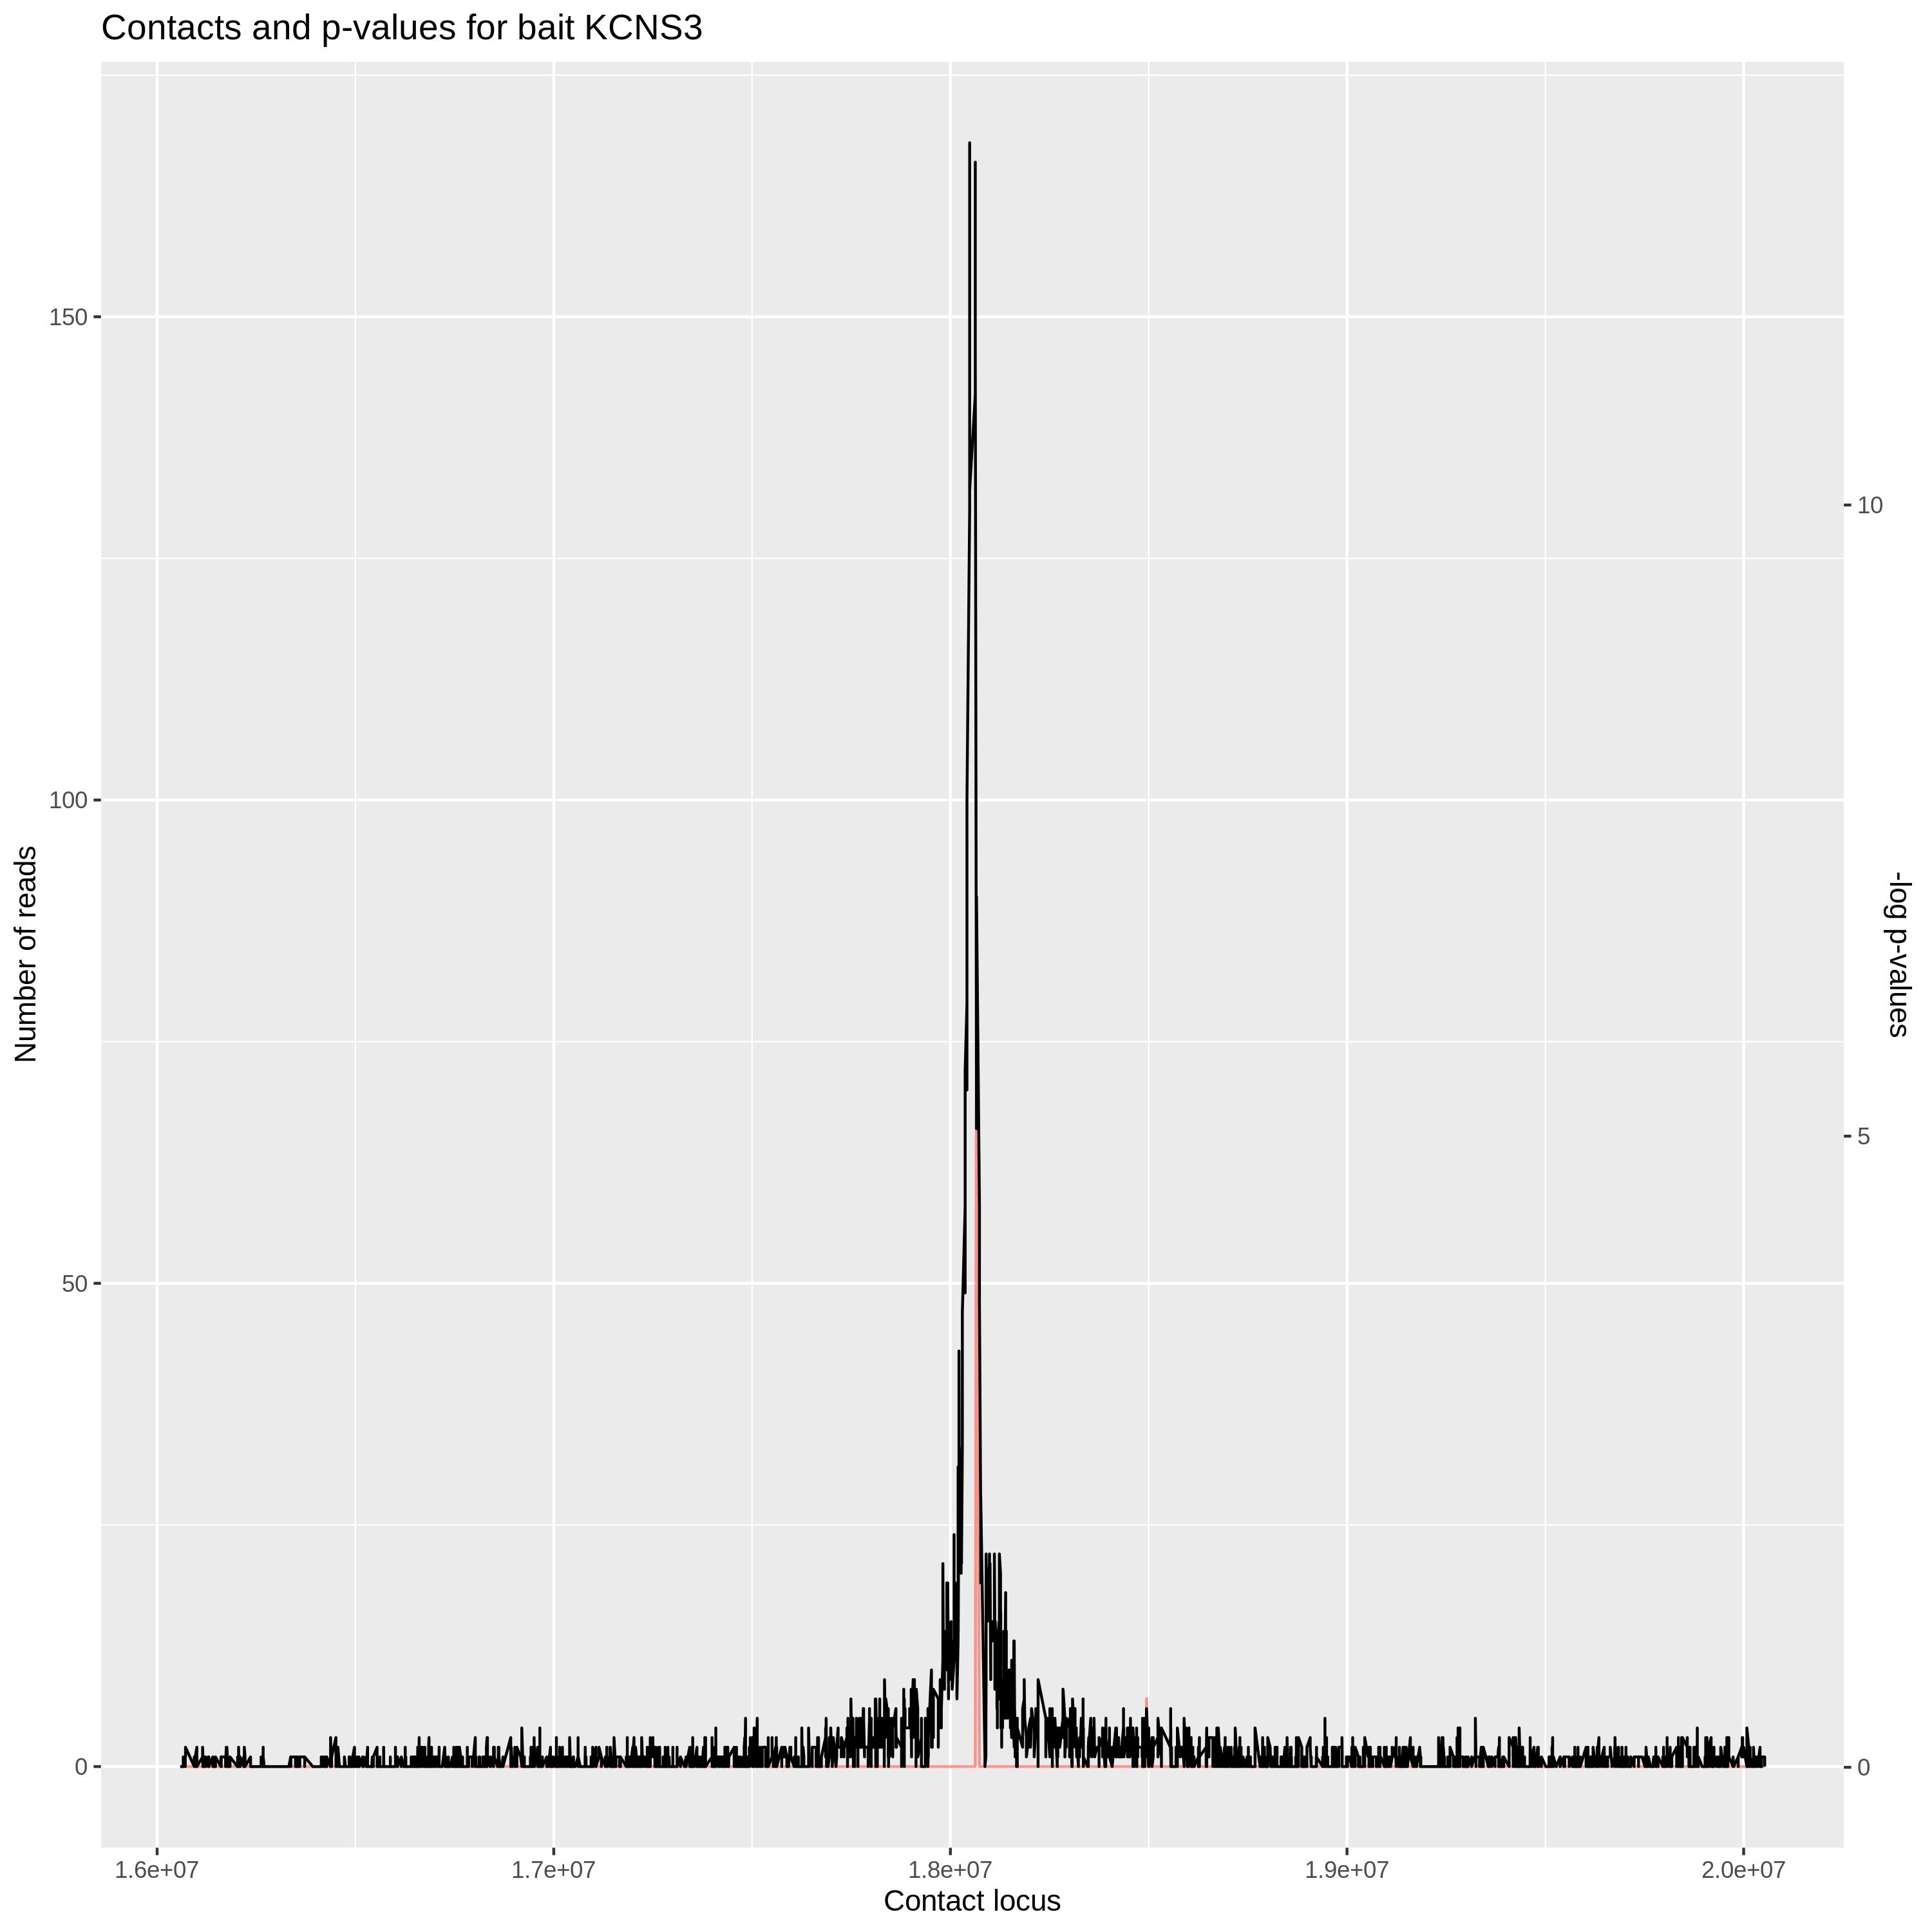 Contacts and p-values for bait KCNS3
150
100
50
0
Number of reads
10
5
0
-log p-values
1.6e+07
1.7e+07
1.8e+07
1.9e+07
2.0e+07
Contact locus